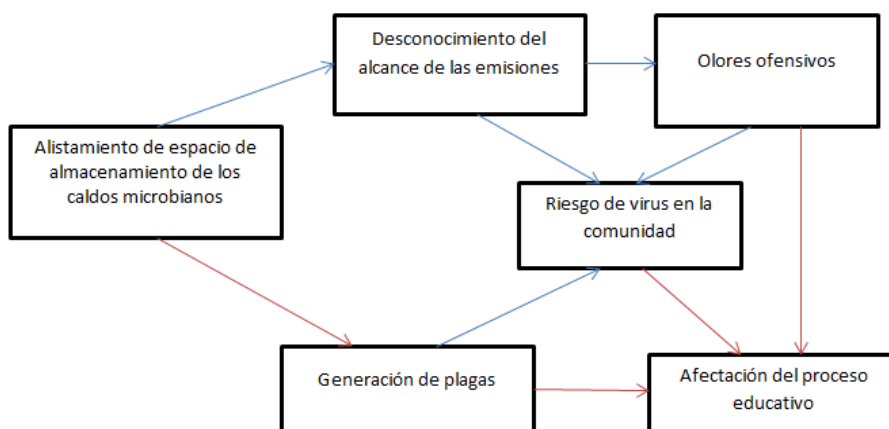 Desconocimiento del
alcance de las emisiones
Olores ofensivos
Alistamiento de espacio de
almacenamiento de los
caldos microbianos
Riesgo de virus en la
comunidad
Generación de plagas
Afectación del proceso
educativo